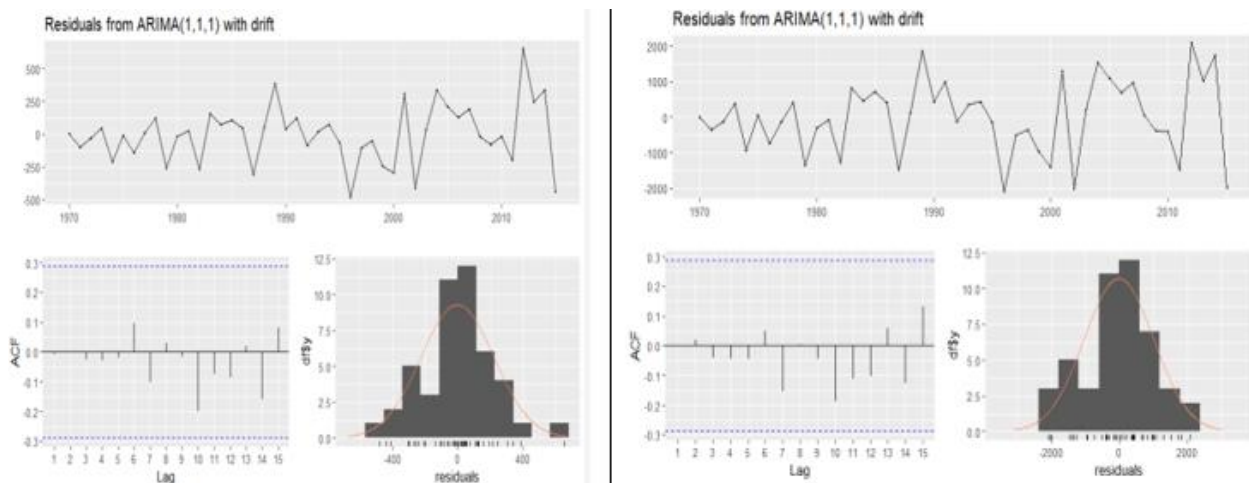 Residuals from ARIMA(1,1,1) with drift
500
250
0
-250
-500
1970 1980 1990 2000 2010
0.3
0.2
0.1
0.0
-0.1
-0.2
-0.3
ACF
1 2 3 4 5 6 7 8 9 10 11 12 13 14 15
Lag
12.5
10.0
7.5
5.0
2.5
0.0
df$y
-400 0 400
residuals
Residuals from ARIMA(1,1,1) with drift
2000
1000
0
-1000
-2000
1970 1980 1990 2000 2010
0.3
0.2
0.1
0.0
-0.1
-0.2
-0.3
ACF
1 2 3 4 5 6 7 8 9 10 11 12 13 14 15
Lag
12.5
10.0
7.5
5.0
2.5
0.0
df$y
-2000 0 2000
residuals